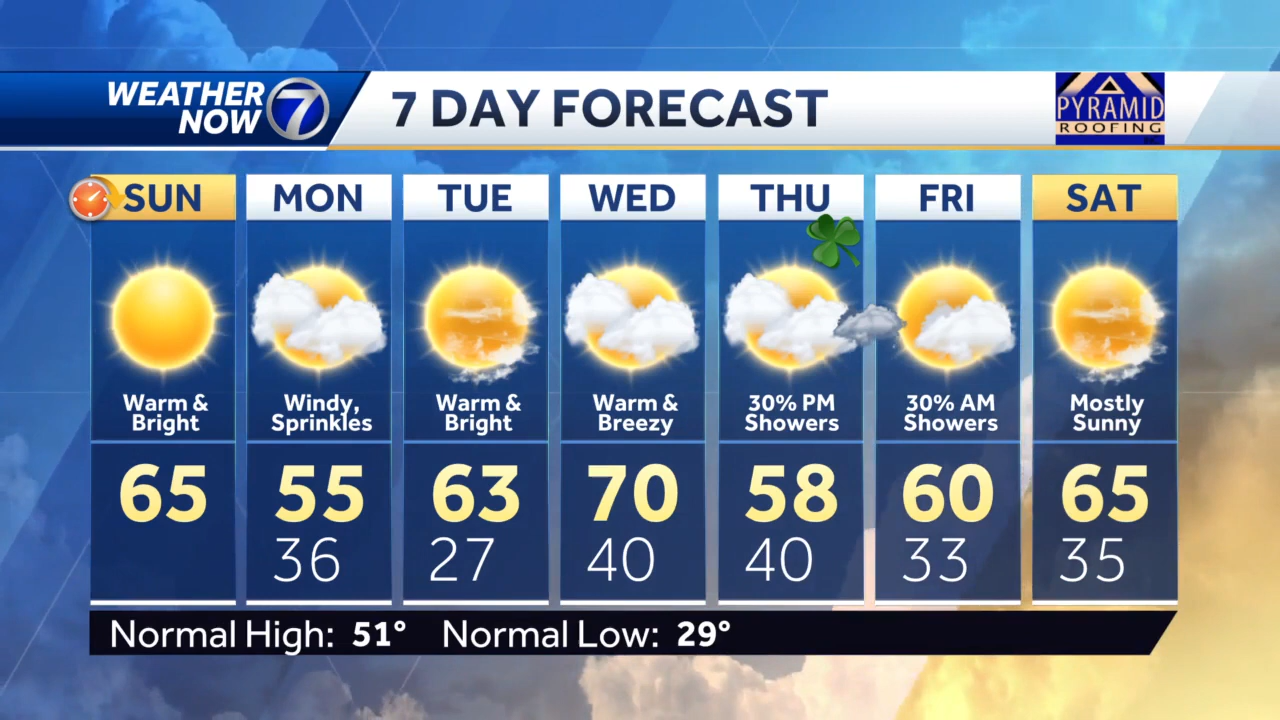 WEATHER
NOW 7
7 DAY FORECAST
PYRAMID
ROOFING
SUN
MON
TUE
WED
THU
FRI
SAT
Warm &
Bright
Windy,
Sprinkles
Warm &
Bright
Warm &
Breezy
30% PM
Showers
30% AM
Showers
Mostly
Sunny
65
55
63
70
58
60
65
36
27
40
40
33
35
Normal High: 51° Normal Low: 29°